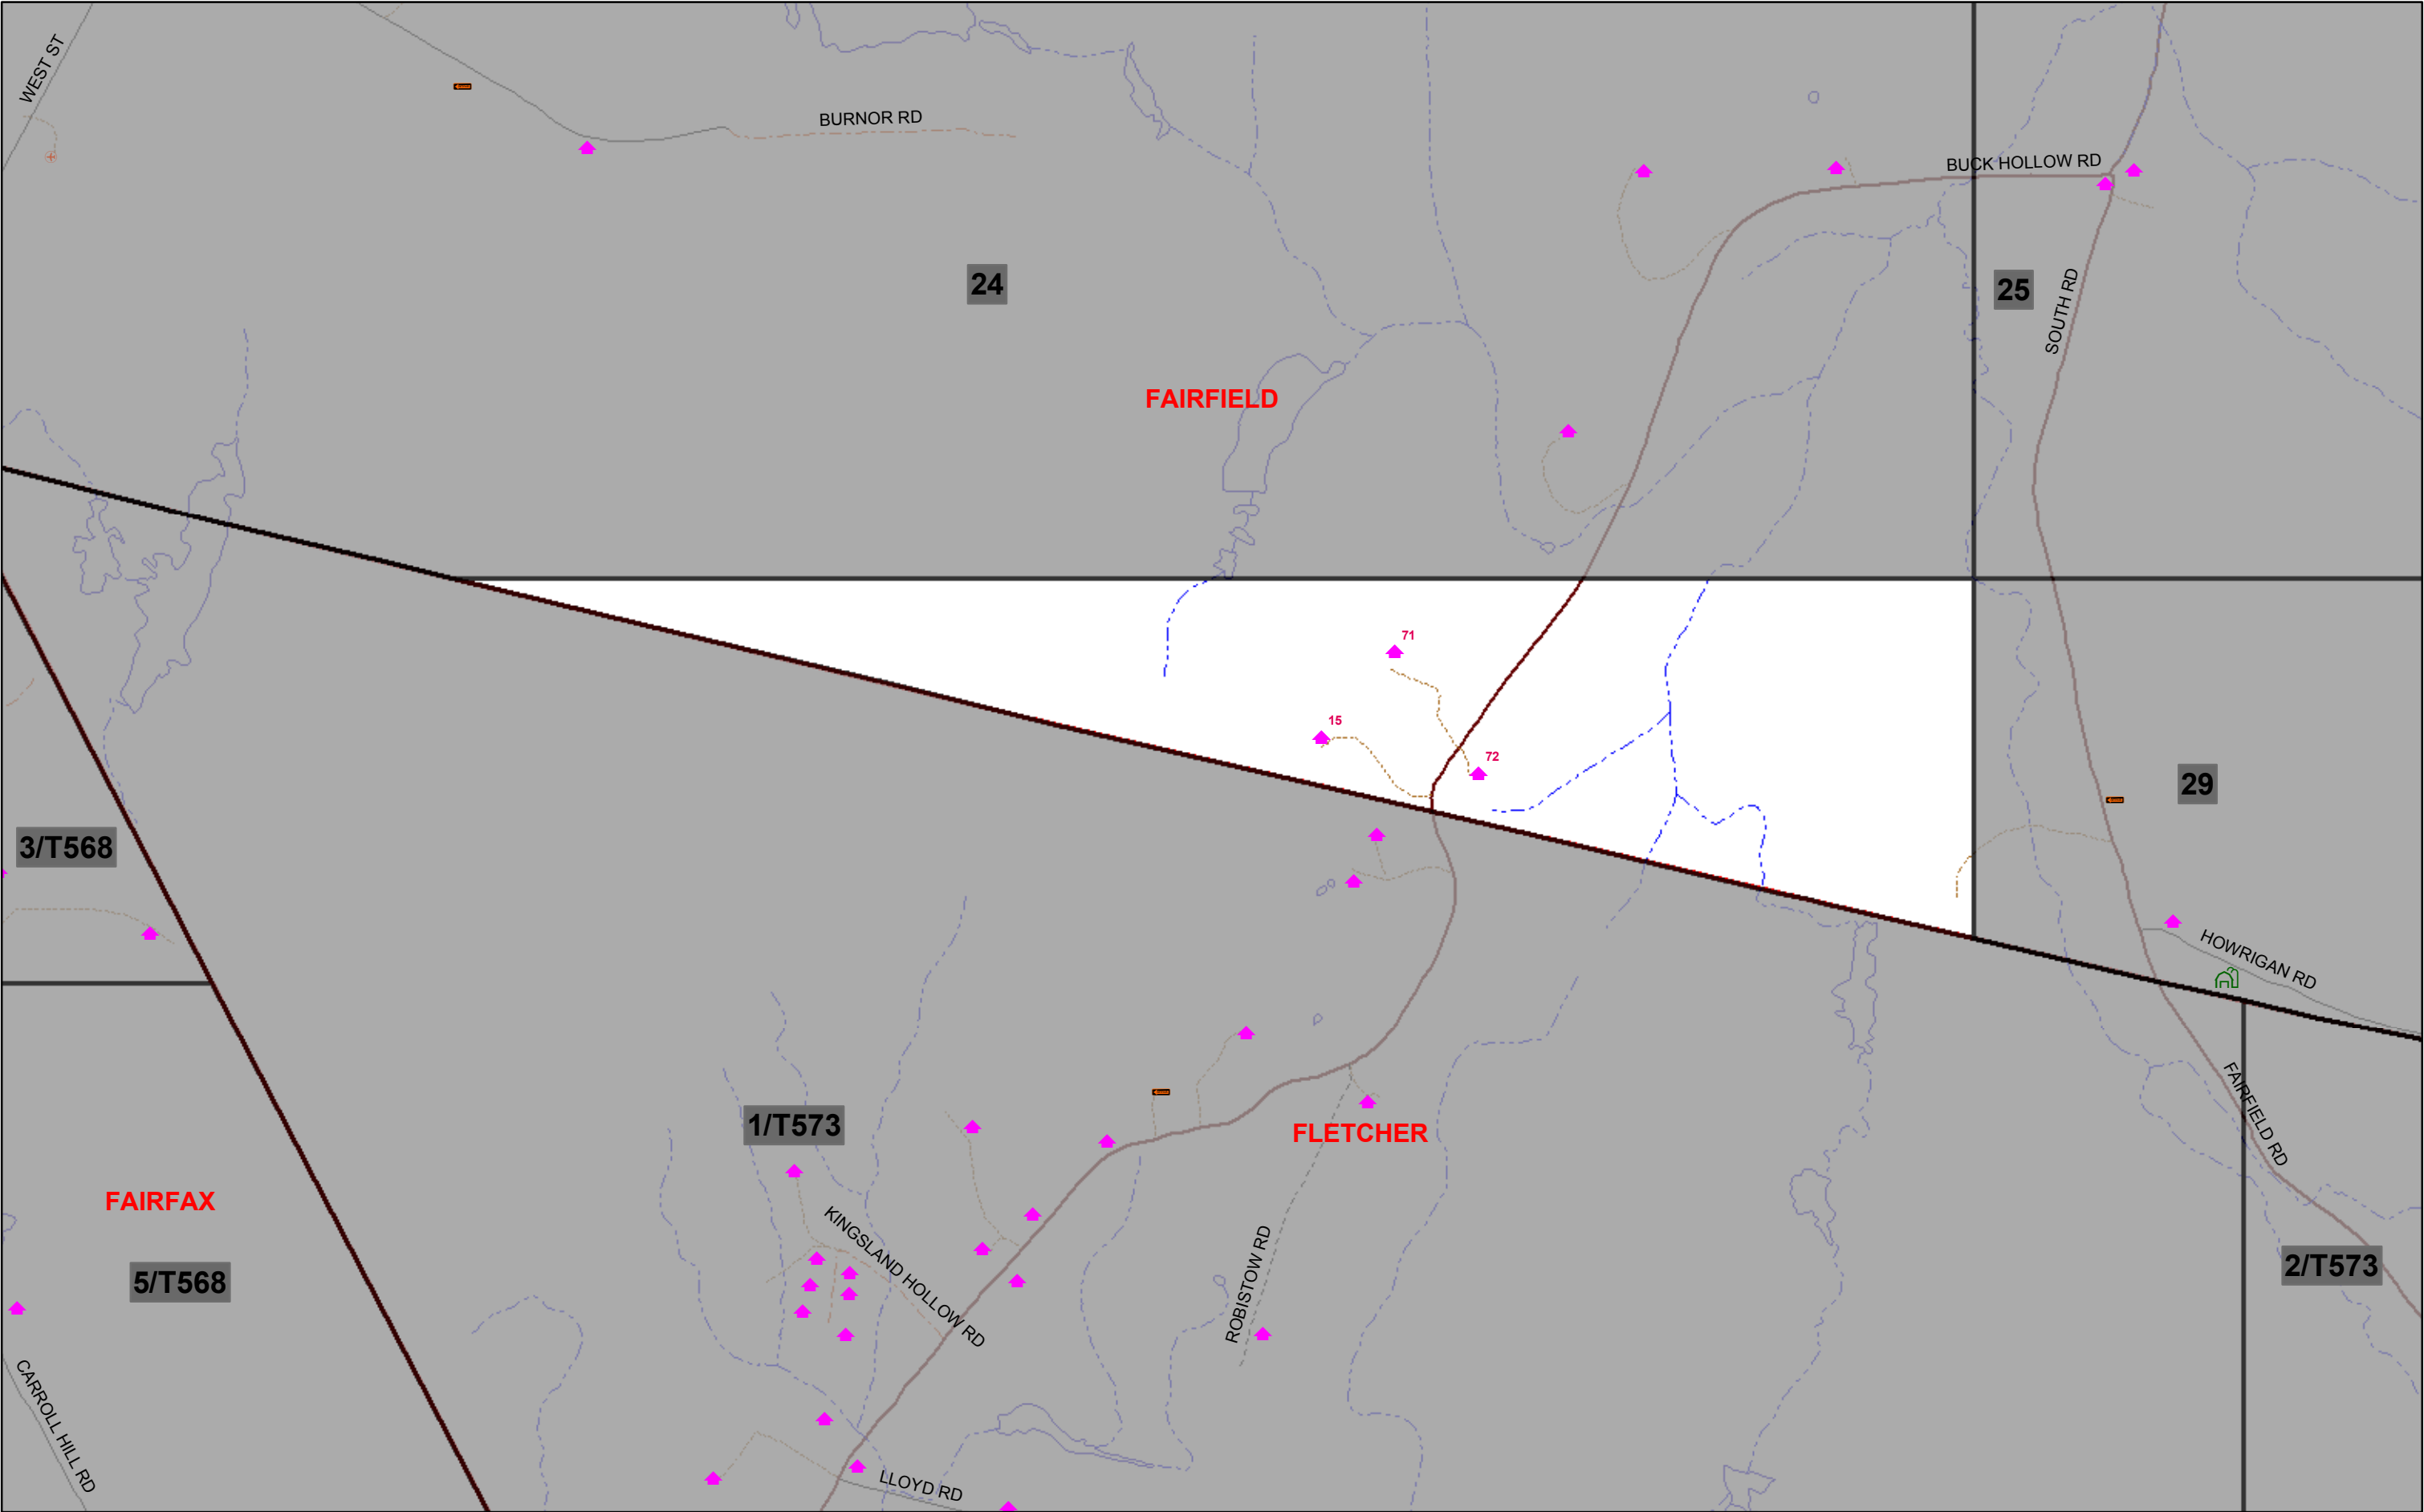 WEST ST
BURNOR RD
BUCK HOLLOW RD
24
25
SOUTH RD
FAIRFIELD
71
15
72
29
3/T568
HOWRIGAN RD
1/T573
FLETCHER
FAIRFIELD RD
FAIRFAX
KINGSLAND HOLLOW RD
5/T568
ROBISTOW RD
2/T573
CARROLL HILL RD
LLOYD RD